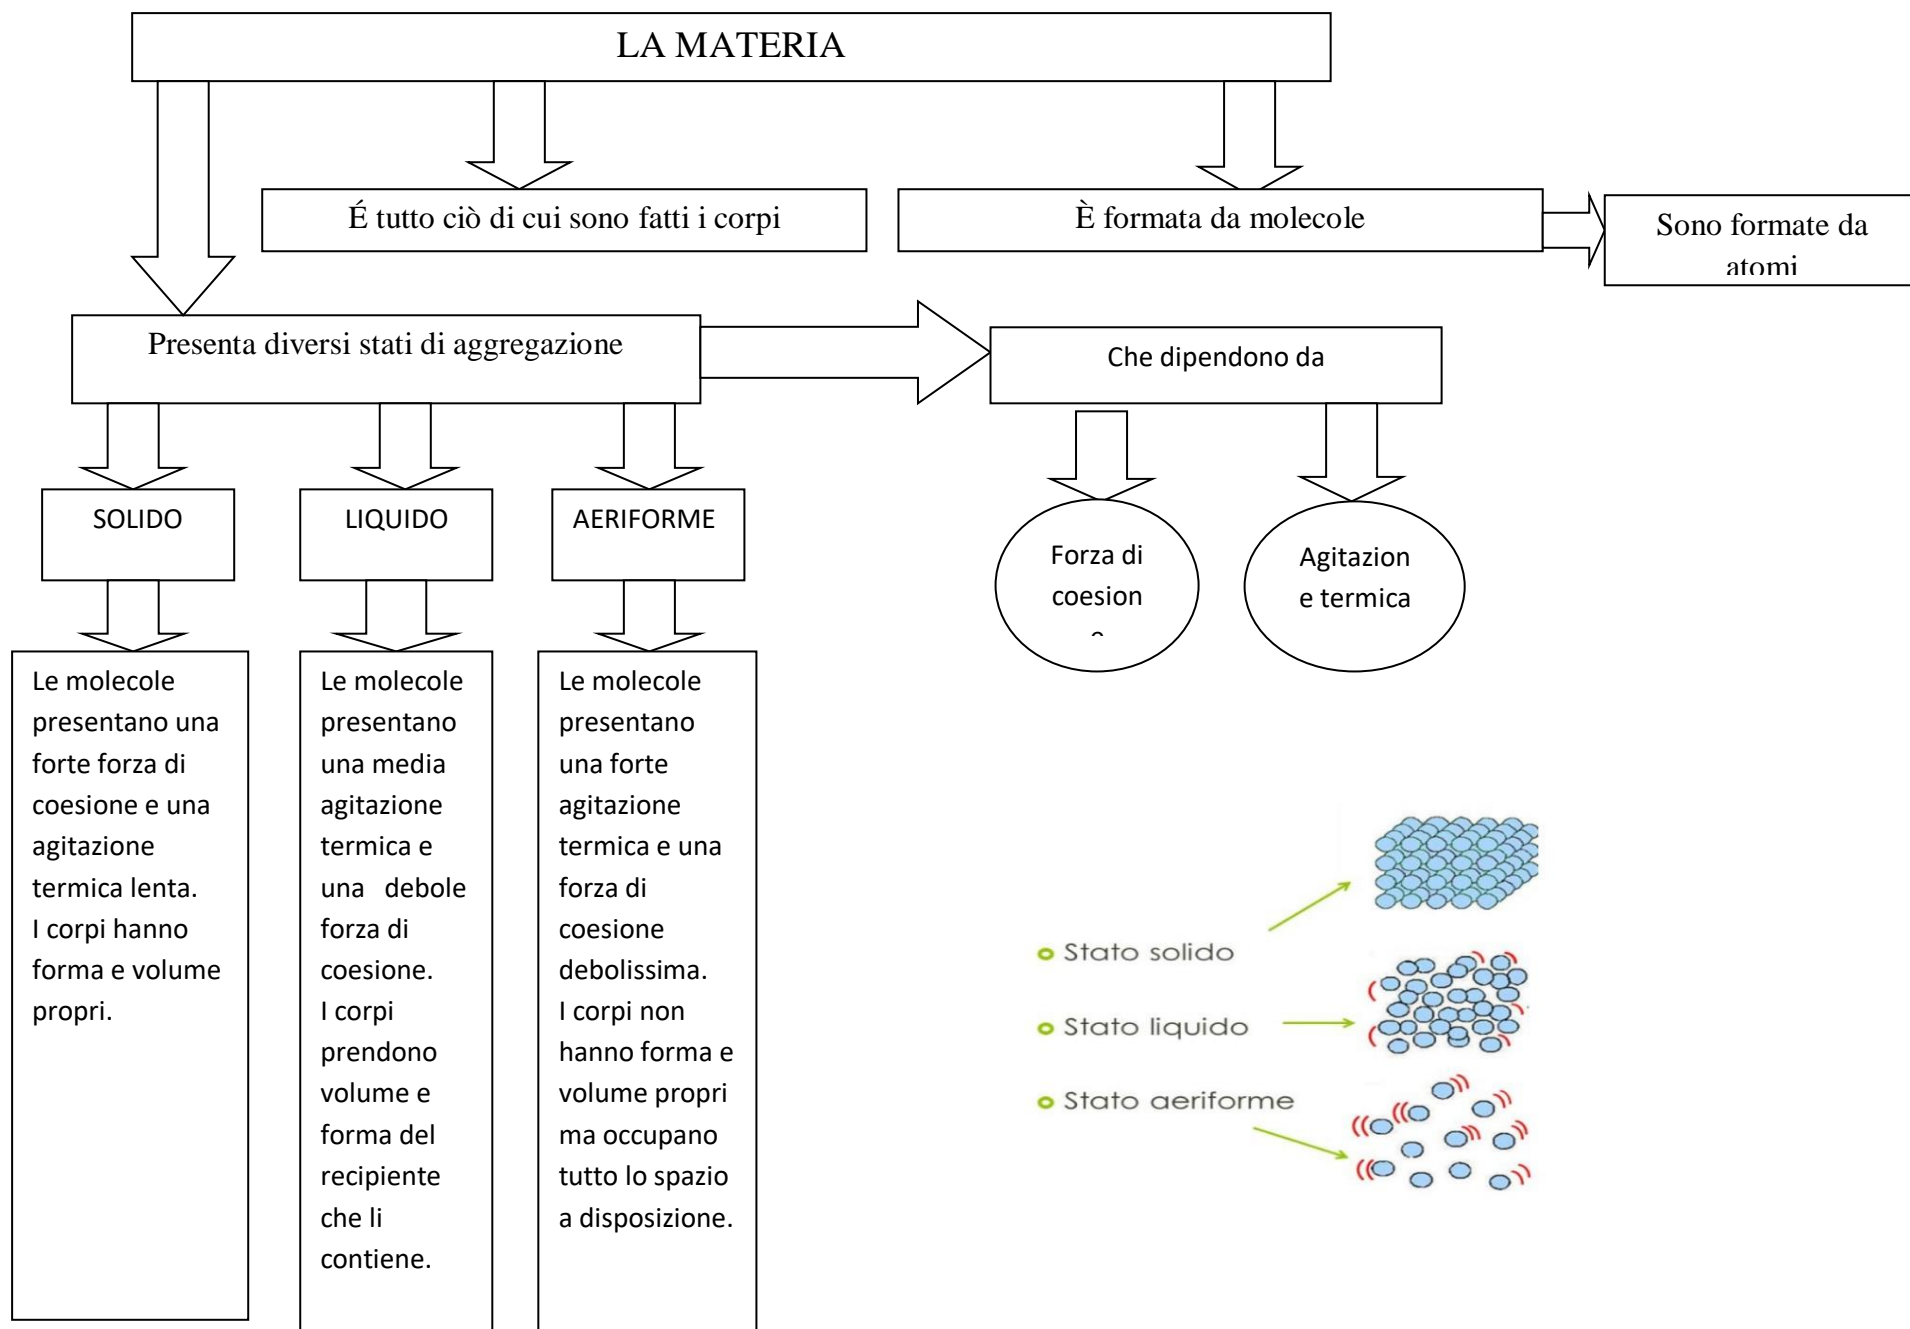 LA MATERIA
É tutto ciò di cui sono fatti i corpi
È formata da molecole
Sono formate da
atomi
Presenta diversi stati di aggregazione
Che dipendono da
SOLIDO
LIQUIDO
AERIFORME
Forza di
coesion
e
Agitazion
e termica
Le molecole
presentano una
forte forza di
coesione e una
agitazione
termica lenta.
I corpi hanno
forma e volume
propri.
Le molecole
presentano
una media
agitazione
termica e
una debole
forza di
coesione.
I corpi
prendono
volume e
forma del
recipiente
che li
contiene.
Le molecole
presentano
una forte
agitazione
termica e una
forza di
coesione
debolissima.
I corpi non
hanno forma e
volume propri
ma occupano
tutto lo spazio
a disposizione.
Stato solido
Stato liquido
Stato aeriforme